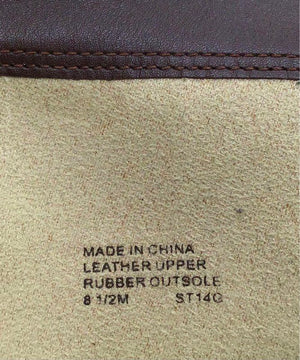 MADE IN CHINA
LEATHER UPPER
RUBBER OUTSOLE
8 1/2M ST14G